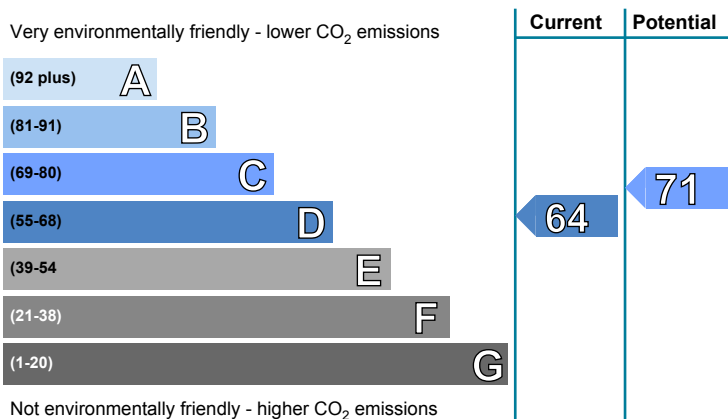 Current Potential
Very environmentally friendly - lower CO2 emissions
(92 plus) A
(81-91) B
(69-80) C
71
(55-68) D
64
(39-54 E
(21-38) F
(1-20) G
Not environmentally friendly - higher CO2 emissions